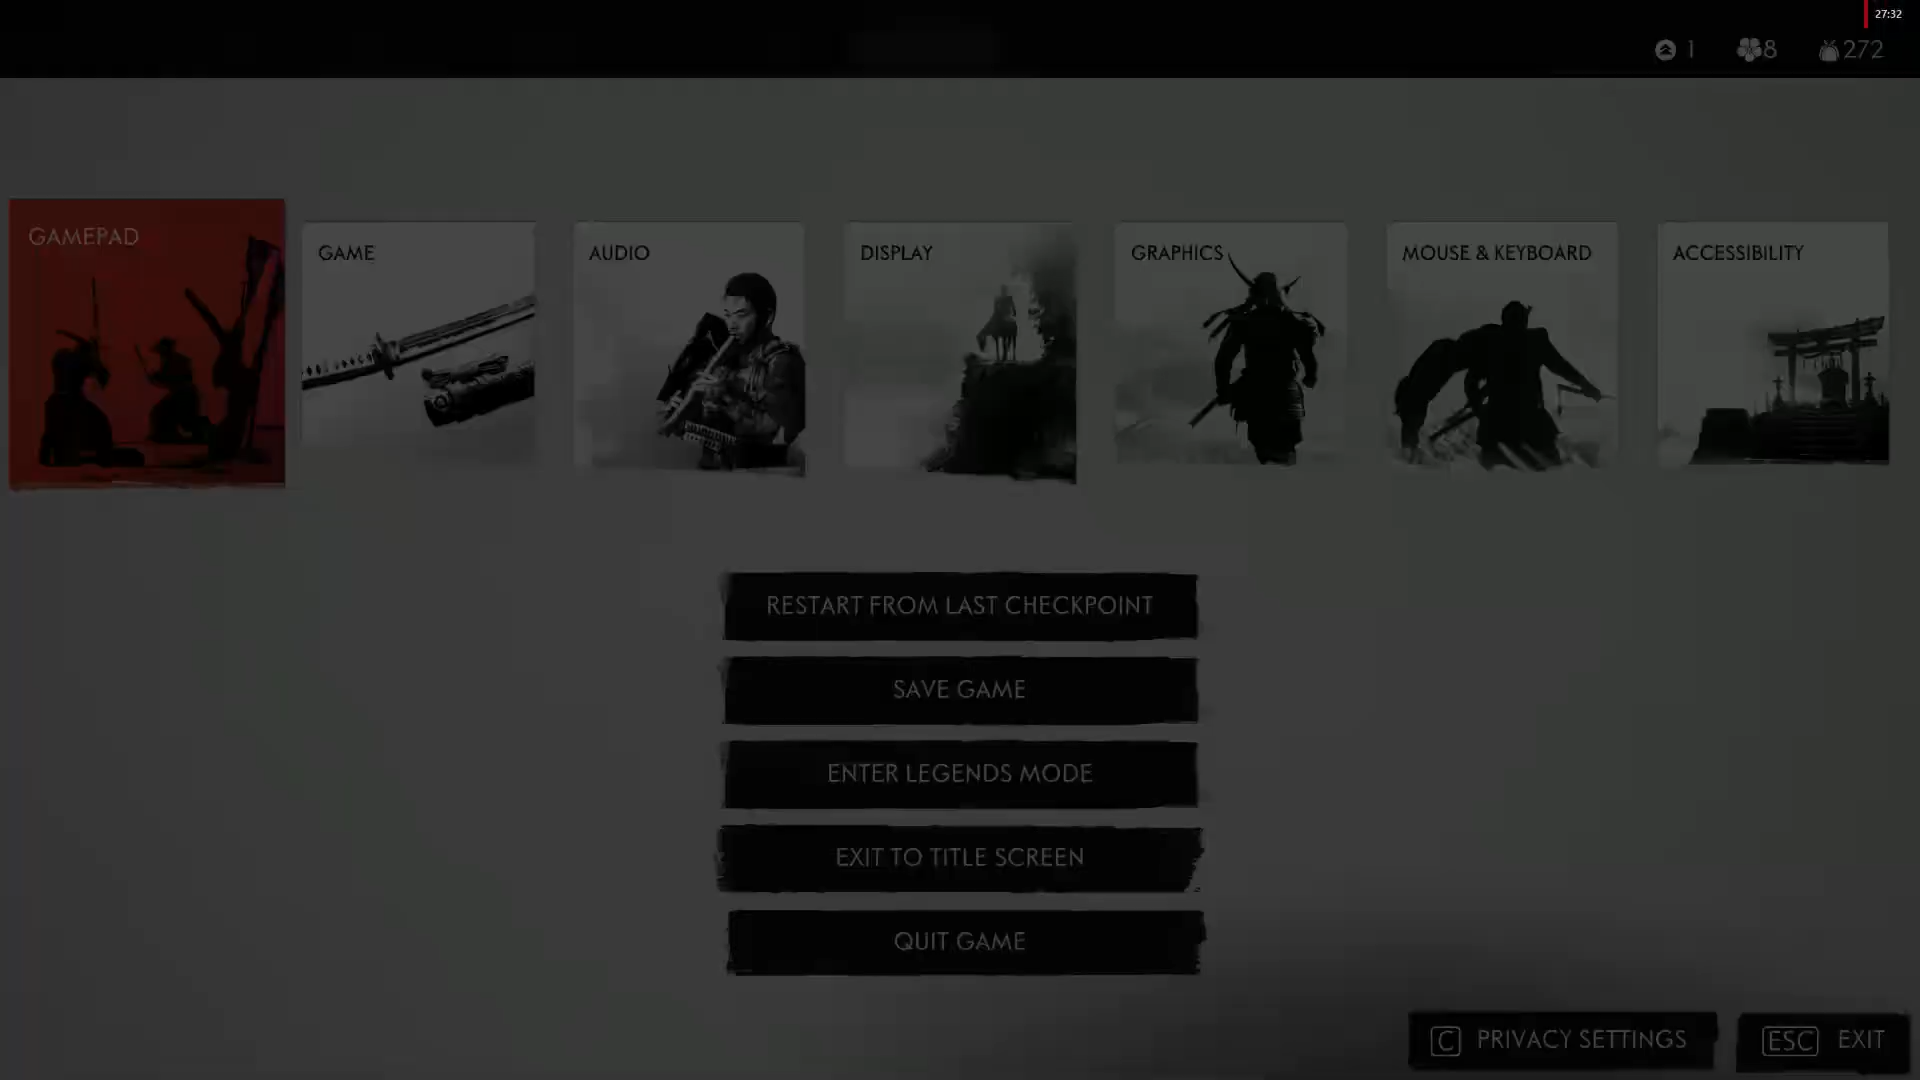 27:32
1 8 272
GAMEPAD
GAME
AUDIO
DISPLAY
GRAPHICS
MOUSE & KEYBOARD
ACCESSIBILITY
RESTART FROM LAST CHECKPOINT
SAVE GAME
ENTER LEGENDS MODE
EXIT TO TITLE SCREEN
QUIT GAME
C PRIVACY SETTINGS
ESC EXIT